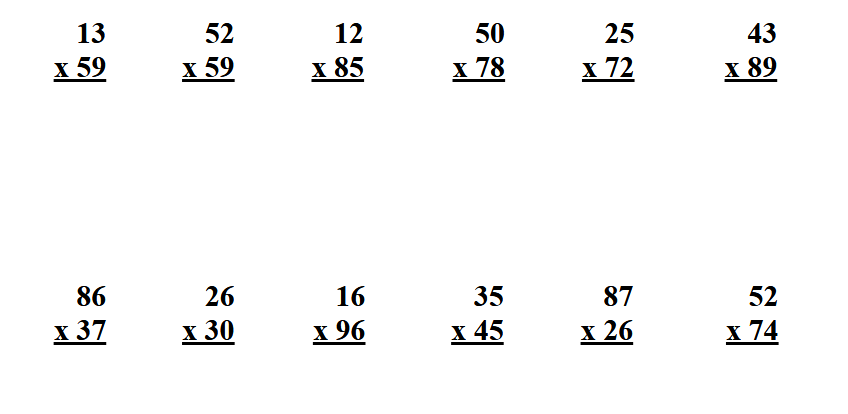 13 52 12 50 25 43
x 59 x 59 x 85 x 78 x 72 x 89
86 26 16 35 87 52
x 37 x 30 x 96 x 45 x 26 x 74